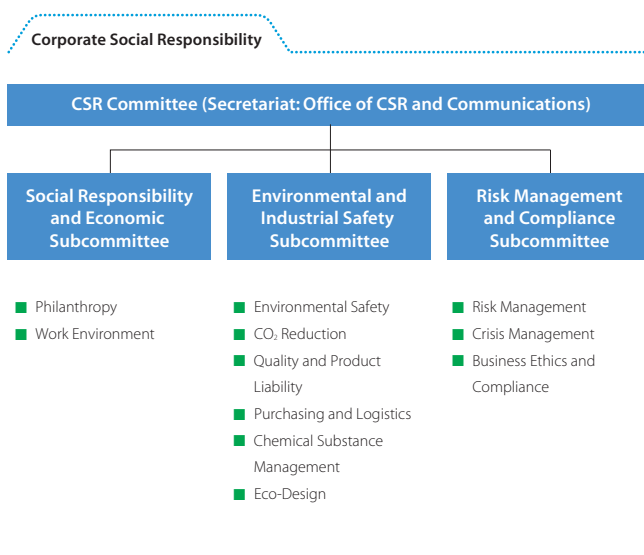 Corporate Social Responsibility
CSR Committee (Secretariat: Office of CSR and Communications)
Social Responsibility
and Economic
Subcommittee
Environmental and
Industrial Safety
Subcommittee
Risk Management
and Compliance
Subcommittee
Philanthropy
Work Environment
Environmental Safety
CO₂ Reduction
Quality and Product
Liability
Purchasing and Logistics
Chemical Substance
Management
Eco-Design
Risk Management
Crisis Management
Business Ethics and
Compliance